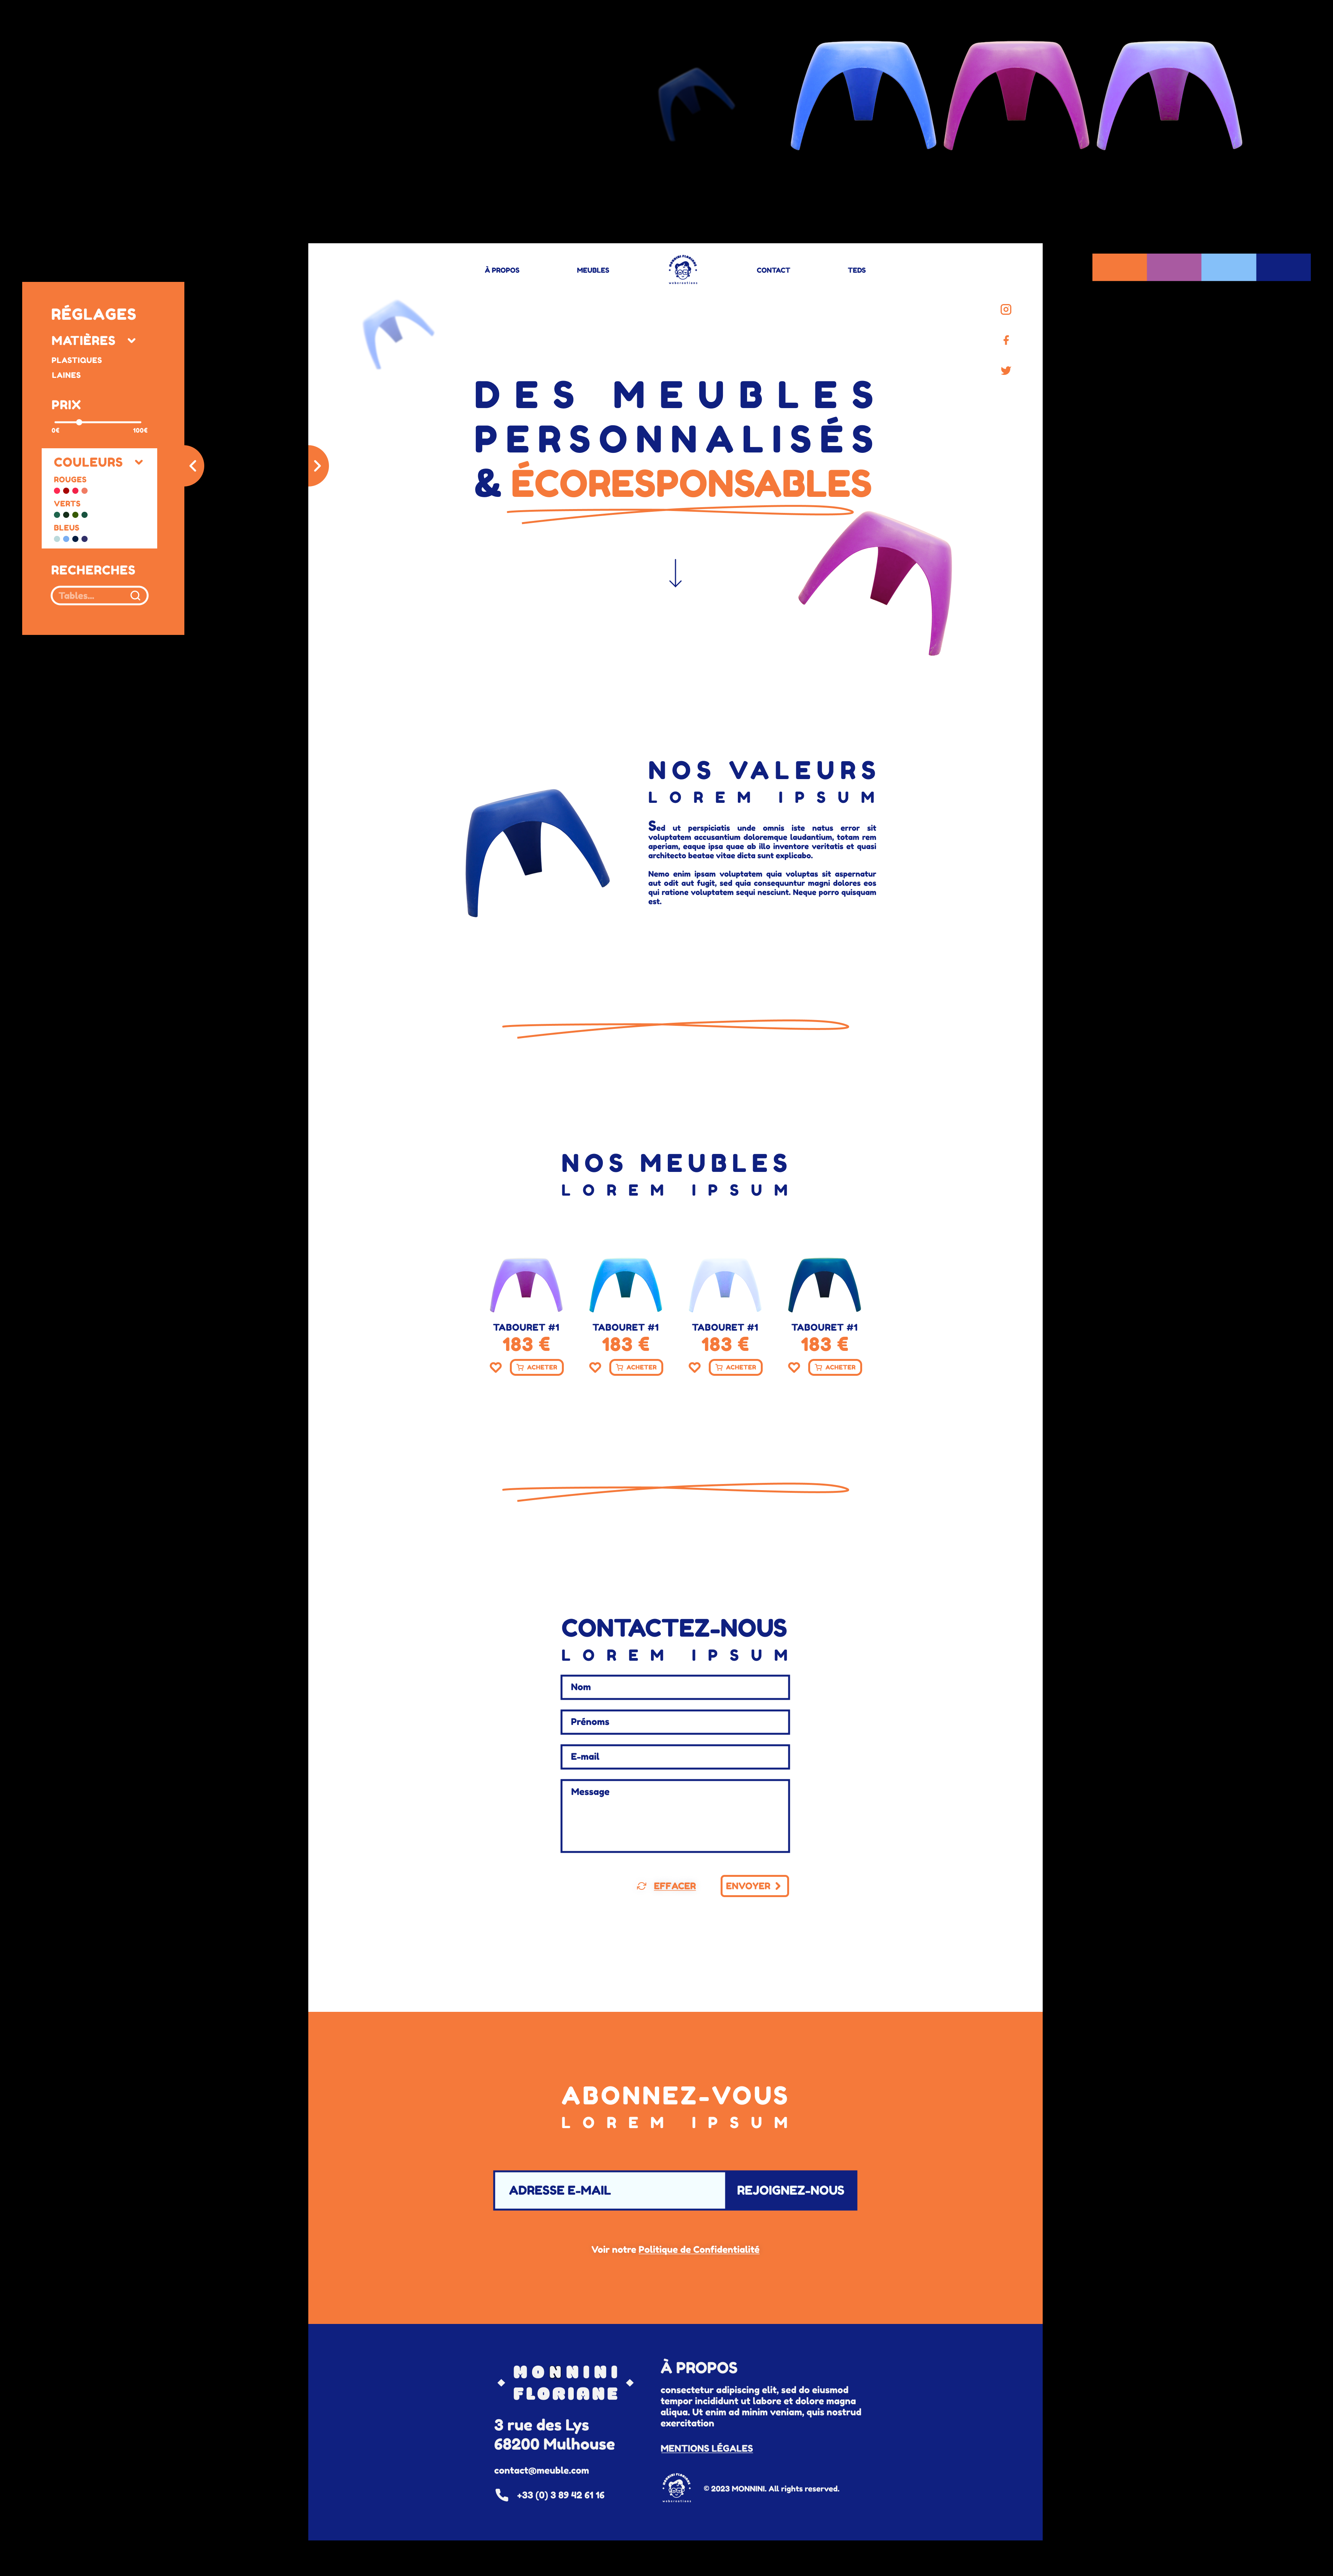 RÉGLAGES
MATIÈRES
PLASTIQUES
LAINES
PRIX
0€ 100€
COULEURS
ROUGES
VERTS
BLEUS
RECHERCHES
Tables...
À PROPOS MEUBLES MONNINI FLORIANE webcreations CONTACT TEDS
DES MEUBLES
PERSONNALISÉS
& ÉCORESPONSABLES
NOS VALEURS
LOREM IPSUM
Sed ut perspiciatis unde omnis iste natus error sit
voluptatem accusantium doloremque laudantium, totam rem
aperiam, eaque ipsa quae ab illo inventore veritatis et quasi
architecto beatae vitae dicta sunt explicabo.
Nemo enim ipsam voluptatem quia voluptas sit aspernatur
aut odit aut fugit, sed quia consequuntur magni dolores eos
qui ratione voluptatem sequi nesciunt. Neque porro quisquam
est.
NOS MEUBLES
LOREM IPSUM
TABOURET #1 TABOURET #1 TABOURET #1 TABOURET #1
183 € 183 € 183 € 183 €
ACHETER ACHETER ACHETER ACHETER
CONTACTEZ-NOUS
LOREM IPSUM
Nom
Prénoms
E-mail
Message
EFFACER ENVOYER
ABONNEZ-VOUS
LOREM IPSUM
ADRESSE E-MAIL REJOIGNEZ-NOUS
Voir notre Politique de Confidentialité
MONNINI
FLORIANE
3 rue des Lys
68200 Mulhouse
contact@meuble.com
+33 (0) 3 89 42 61 16
À PROPOS
consectetur adipiscing elit, sed do eiusmod
tempor incididunt ut labore et dolore magna
aliqua. Ut enim ad minim veniam, quis nostrud
exercitation
MENTIONS LÉGALES
MONNINI FLORIANE
webcreations
© 2023 MONNINI. All rights reserved.